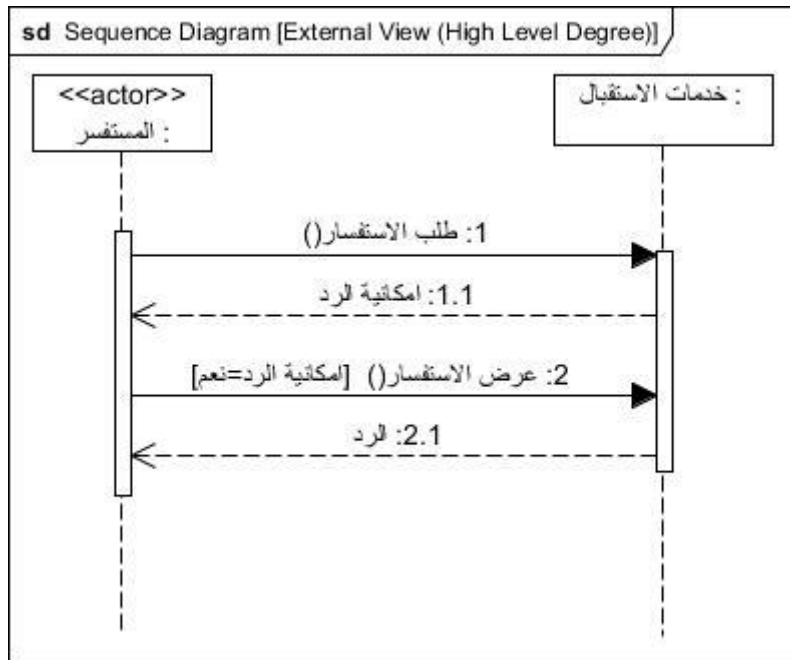 sd Sequence Diagram [External View (High Level Degree)]
<<actor>>
: المستفسر
: خدمات الاستقبال
1: طلب الاستفسار()
1.1: امكانية الرد
2: عرض الاستفسار() [امكانية الرد=نعم]
2.1: الرد